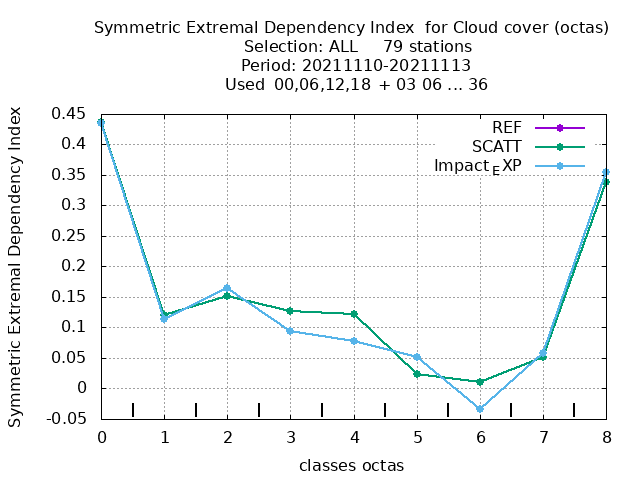 Symmetric Extremal Dependency Index  for Cloud cover (octas)
Selection: ALL     79 stations
Period: 20211110-20211113
Used  00,06,12,18 + 03 06 ... 36
Symmetric Extremal Dependency Index
0.45
0.4
0.35
0.3
0.25
0.2
0.15
0.1
0.05
0
-0.05
REF
SCATT
Impact_EXP
0 1 2 3 4 5 6 7 8
classes octas